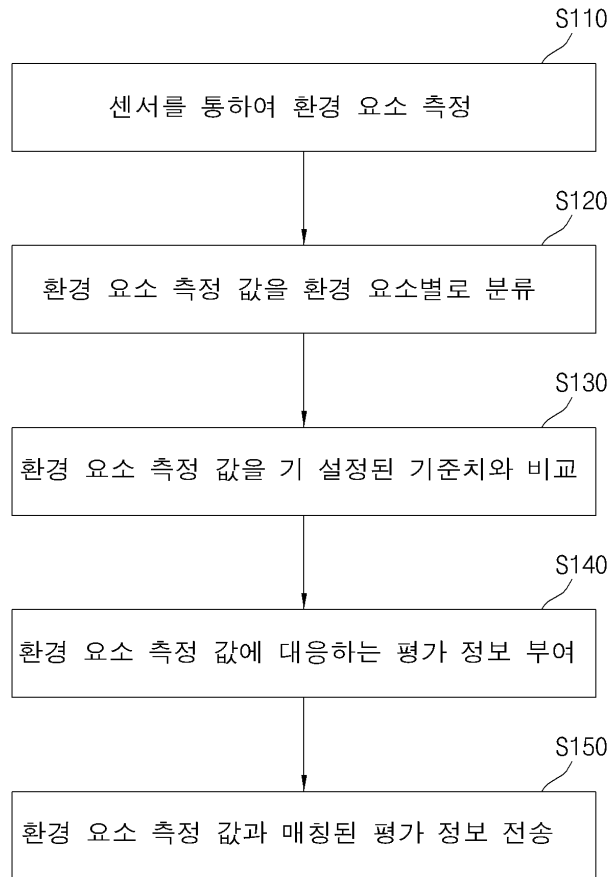 S110
센서를 통하여 환경 요소 측정
S120
환경 요소 측정 값을 환경 요소별로 분류
S130
환경 요소 측정 값을 기 설정된 기준치와 비교
S140
환경 요소 측정 값에 대응하는 평가 정보 부여
S150
환경 요소 측정 값과 매칭된 평가 정보 전송